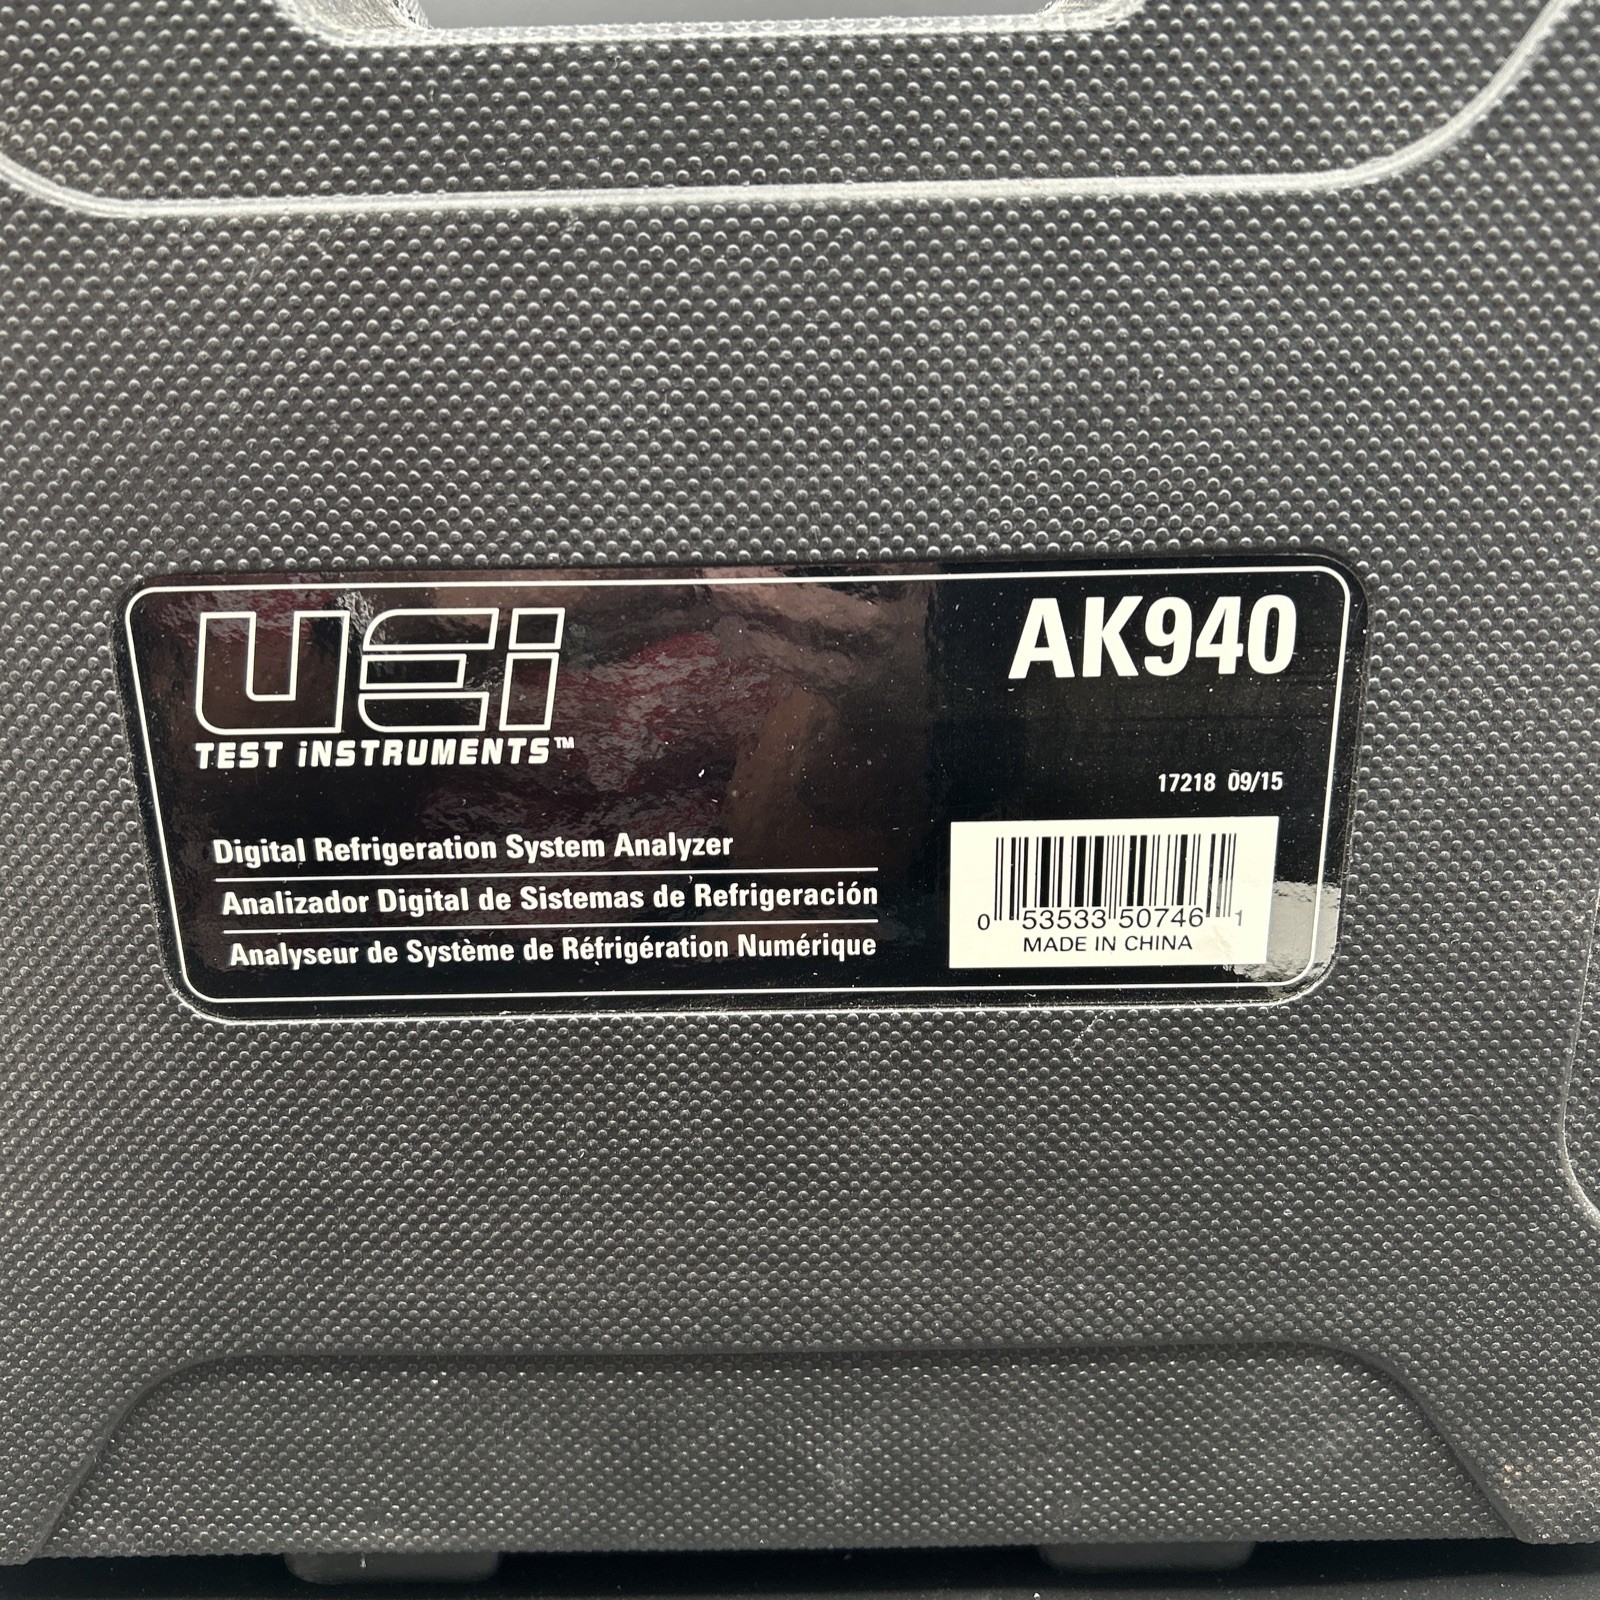 UEi
TEST iNSTRUMENTS™
AK940
17218 09/15
Digital Refrigeration System Analyzer
Analizador Digital de Sistemas de Refrigeración
Analyseur de Système de Réfrigération Numérique
0 53533 50746 1
MADE IN CHINA